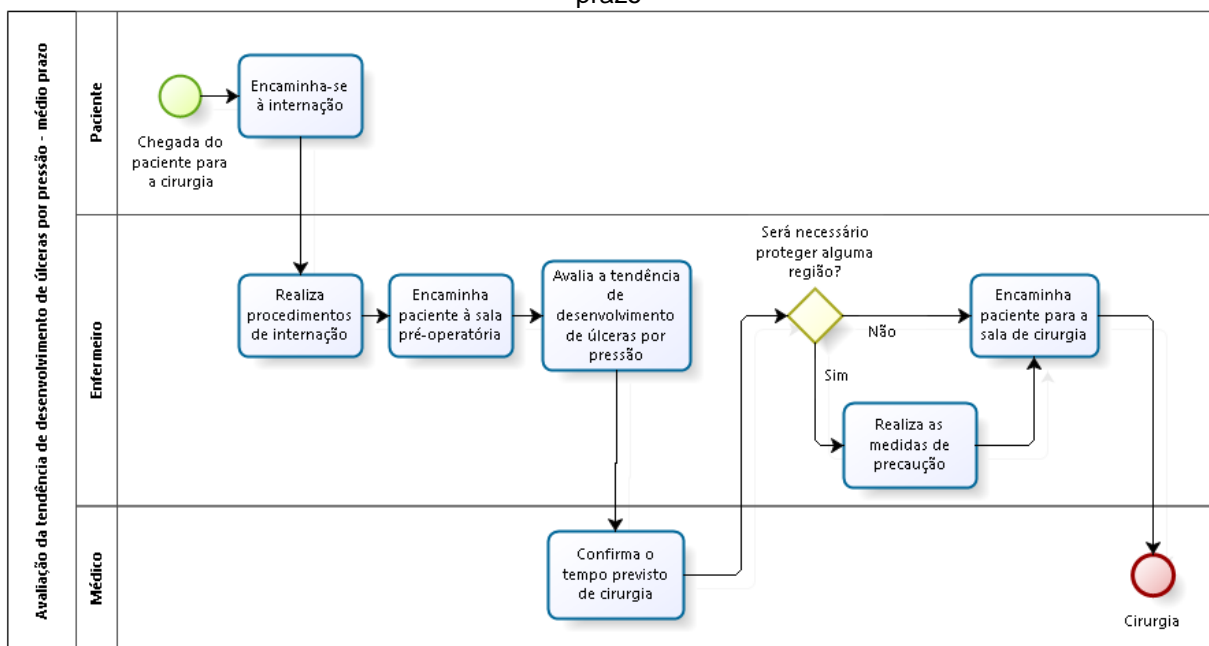 prazo
Avaliação da tendência de desenvolvimento de úlceras por pressão - médio prazo
Paciente
Chegada do
paciente para
a cirurgia
Encaminha-se
à internação
Enfermeiro
Realiza
procedimentos
de internação
Encaminha
paciente à sala
pré-operatória
Avalia a tendência
de
desenvolvimento
de úlceras por
pressão
Será necessário
proteger alguma
região?
Não
Sim
Realiza as
medidas de
precaução
Encaminha
paciente para a
sala de cirurgia
Médico
Confirma o
tempo previsto
de cirurgia
Cirurgia